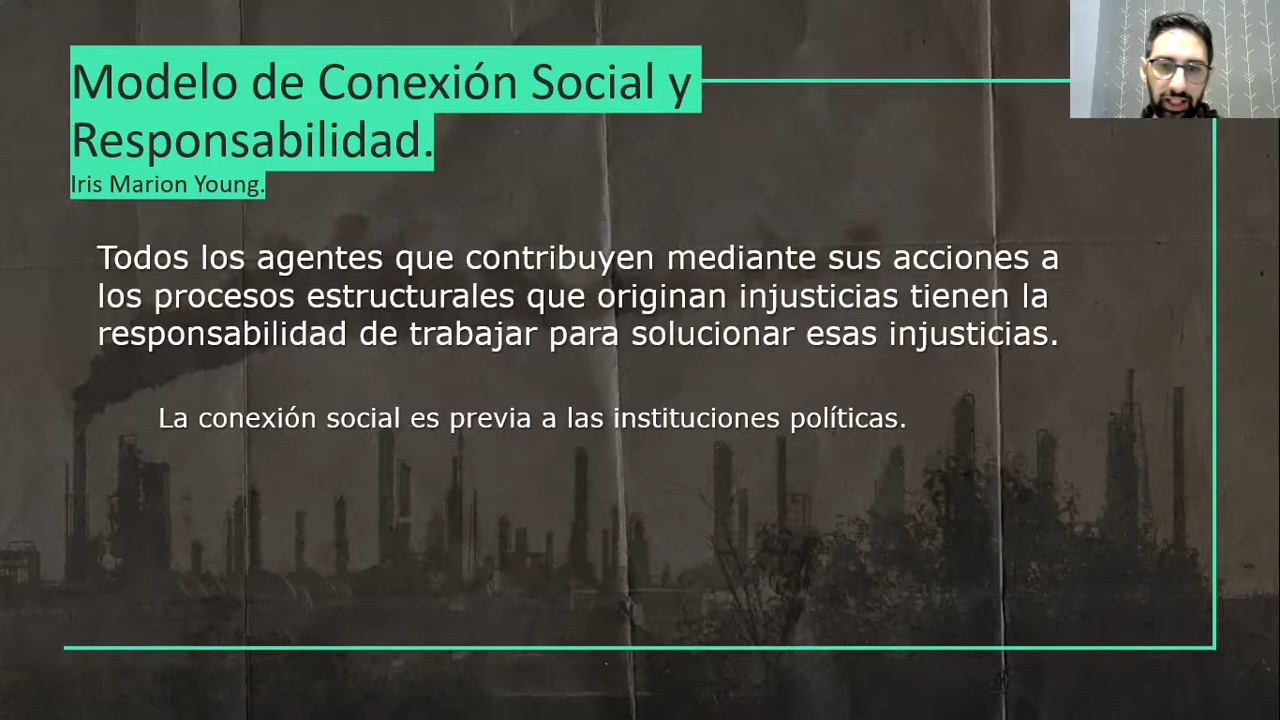 Modelo de Conexión Social y
Responsabilidad.
Iris Marion Young.
Todos los agentes que contribuyen mediante sus acciones a
los procesos estructurales que originan injusticias tienen la
responsabilidad de trabajar para solucionar esas injusticias.
La conexión social es previa a las instituciones políticas.